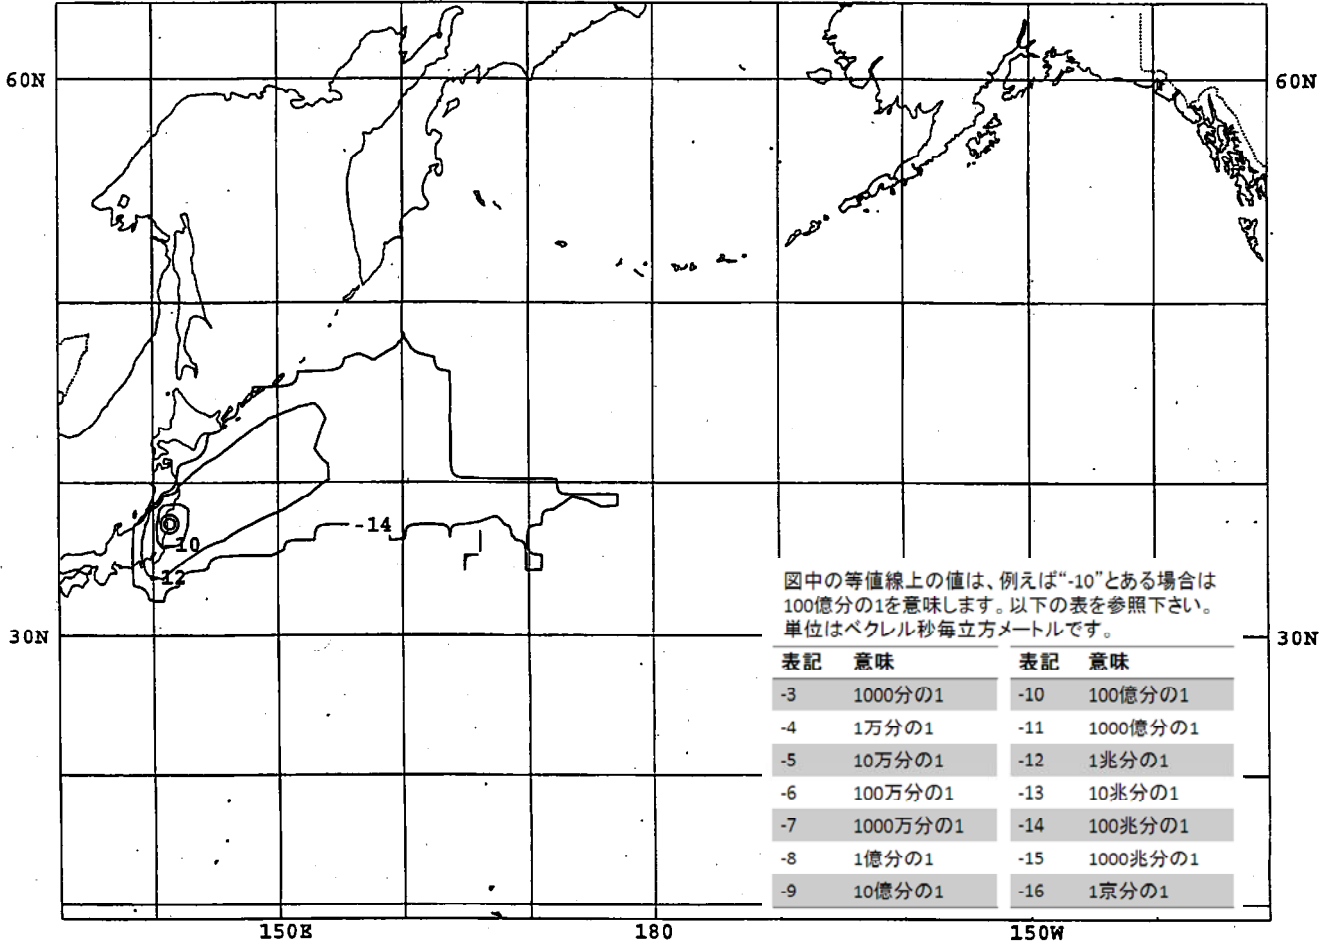 60N
60N
-14
10
12
図中の等値線上の値は、例えば“-10”とある場合は
100億分の1を意味します。以下の表を参照下さい。
単位はベクレル秒毎立方メートルです。
30N
30N
表記 意味 表記 意味
-3 1000分の1 -10 100億分の1
-4 1万分の1 -11 1000億分の1
-5 10万分の1 -12 1兆分の1
-6 100万分の1 -13 10兆分の1
-7 1000万分の1 -14 100兆分の1
-8 1億分の1 -15 1000兆分の1
-9 10億分の1 -16 1京分の1
150E 180 150W